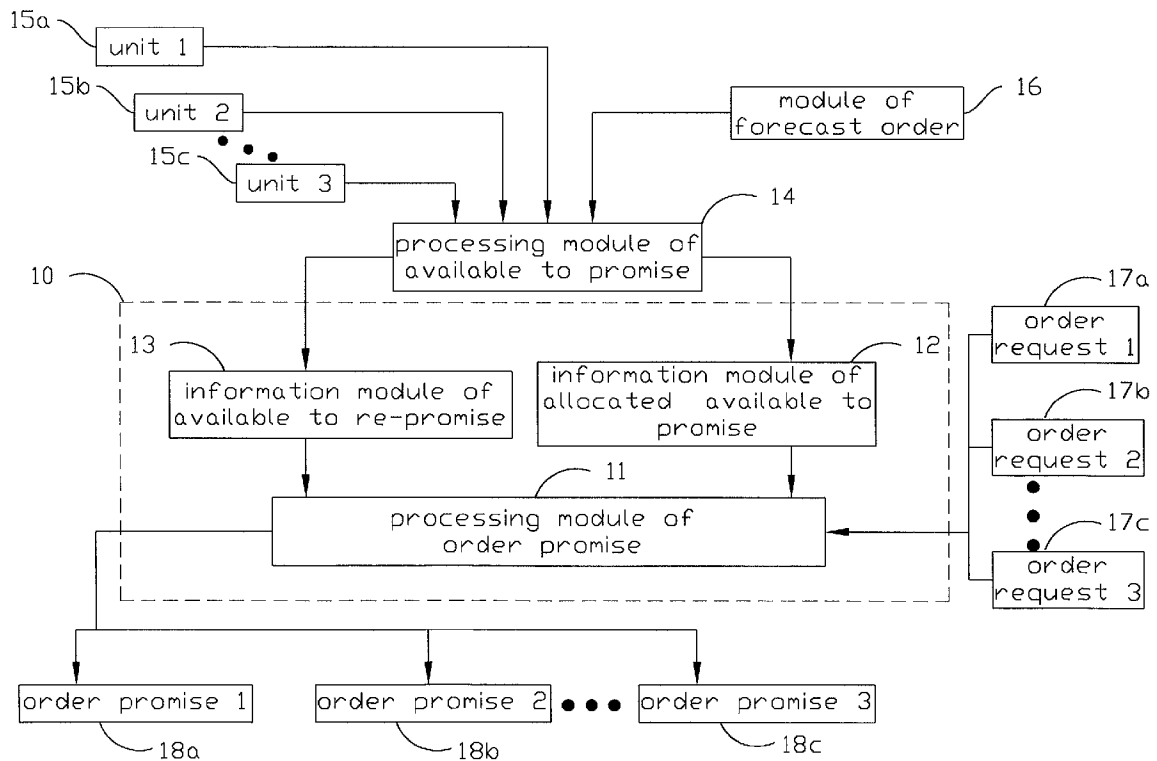 15a
unit 1
15b
unit 2
15c
unit 3
module of
forecast order
16
14
processing module of
available to promise
10
13
information module of
available to re-promise
12
information module of
allocated available to
promise
11
processing module of
order promise
17a
order
request 1
17b
order
request 2
17c
order
request 3
order promise 1
18a
order promise 2
18b
order promise 3
18c